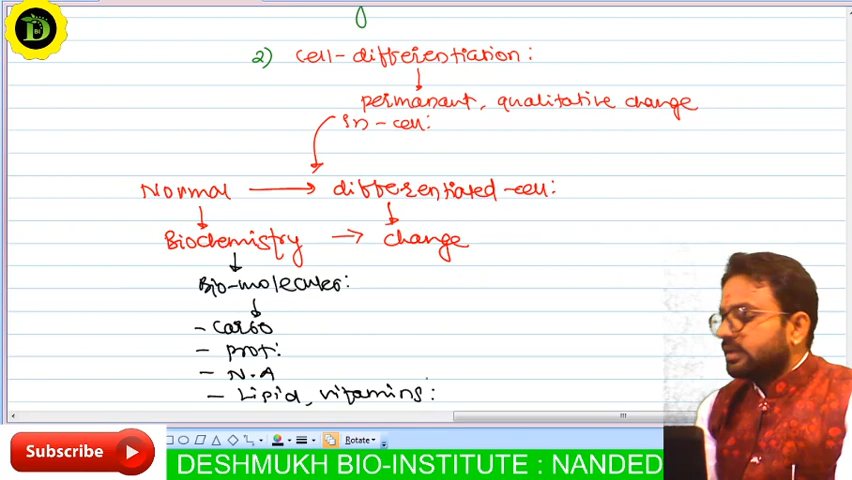 D
2) cell-differentiation:
permanant, qualitative change
In-cell:
Normal → differentiated-cell:
Biochemistry → change
Bio-molecules:
- Carbo
- proti:
- N.A
- Lipid, vitamins:
Rotate
Subscribe
DESHMUKH BIO-INSTITUTE : NANDED